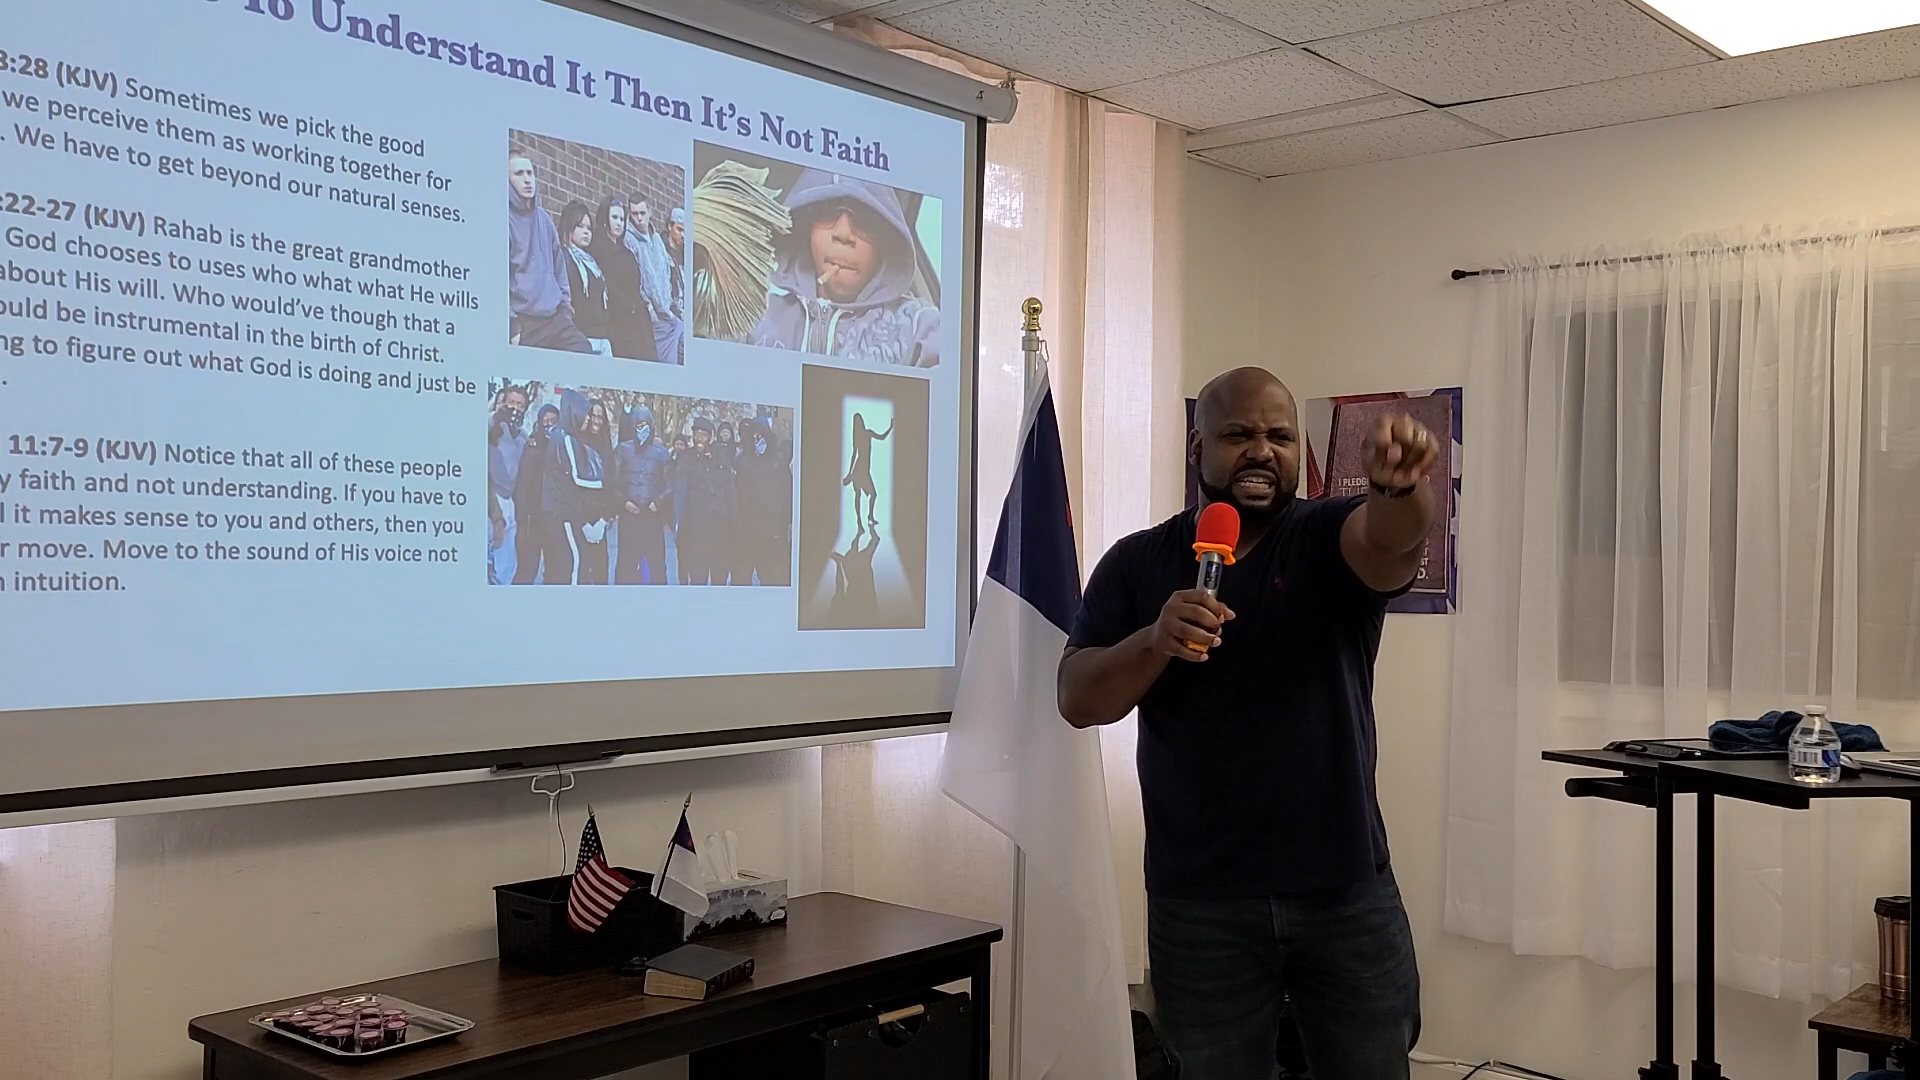 To Understand It Then It's Not Faith
8:28 (KJV) Sometimes we pick the good
we perceive them as working together for
. We have to get beyond our natural senses.
:22-27 (KJV) Rahab is the great grandmother
God chooses to uses who what what He wills
about His will. Who would've though that a
ould be instrumental in the birth of Christ.
ng to figure out what God is doing and just be
.
11:7-9 (KJV) Notice that all of these people
y faith and not understanding. If you have to
l it makes sense to you and others, then you
r move. Move to the sound of His voice not
n intuition.
I PLEDG